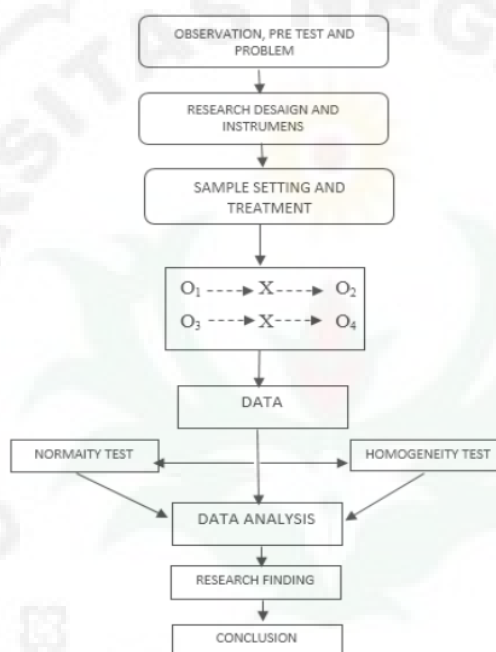 OBSERVATION, PRE TEST AND
PROBLEM
RESEARCH DESAIGN AND
INSTRUMENS
SAMPLE SETTING AND
TREATMENT
O₁ ----► X ----► O₂
O₃ ----► X ----► O₄
DATA
NORMAITY TEST
HOMOGENEITY TEST
DATA ANALYSIS
RESEARCH FINDING
CONCLUSION